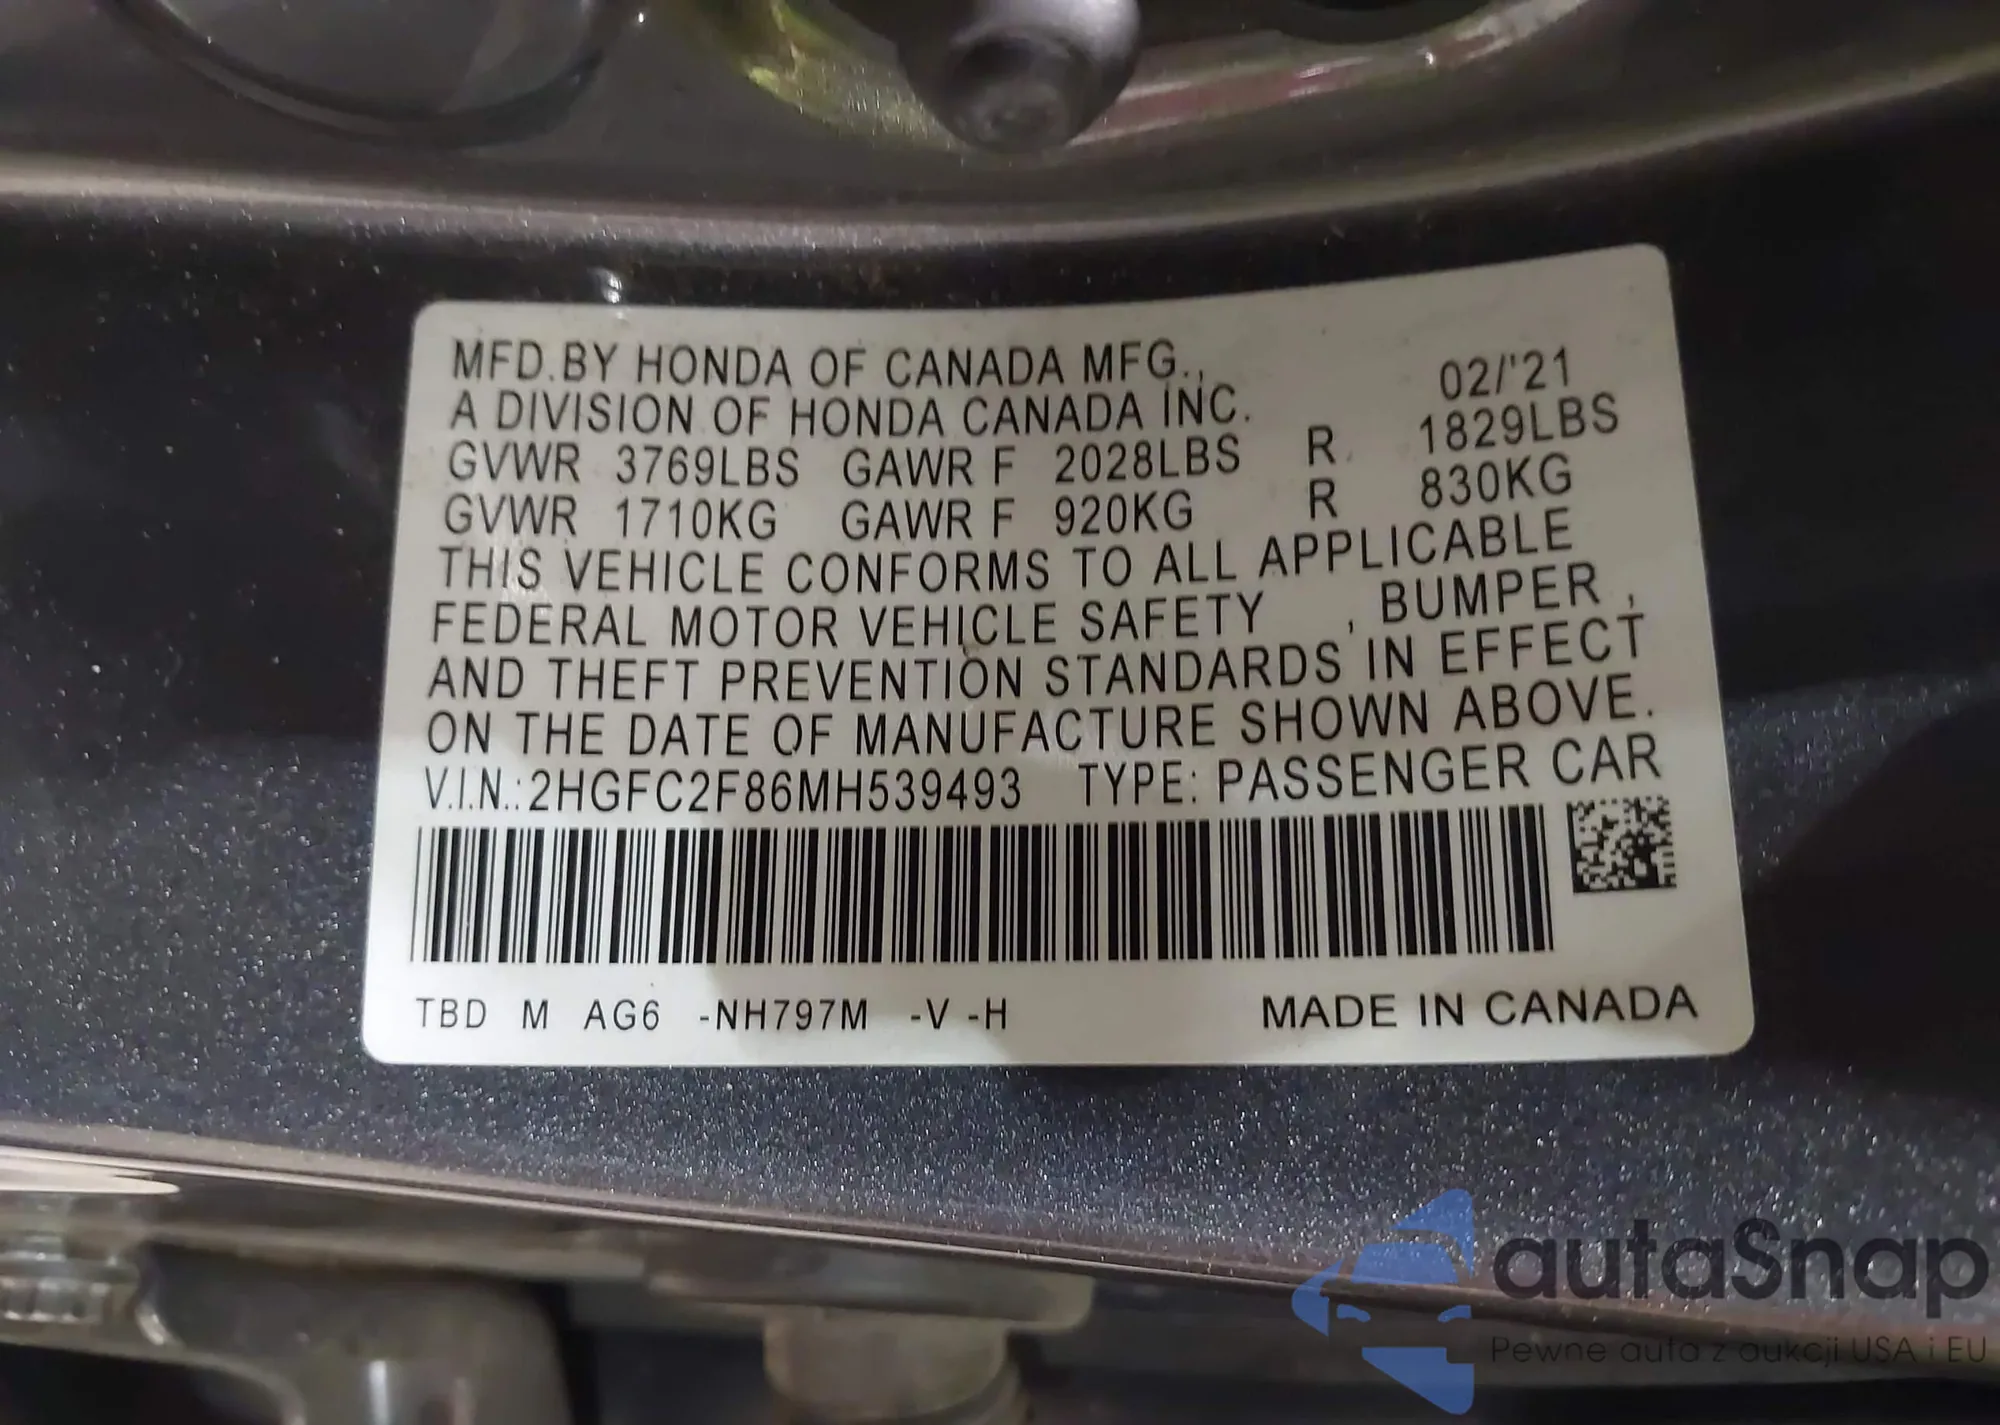 MFD.BY HONDA OF CANADA MFG., 02/'21
A DIVISION OF HONDA CANADA INC.
GVWR 3769LBS GAWR F 2028LBS R 1829LBS
GVWR 1710KG GAWR F 920KG R 830KG
THIS VEHICLE CONFORMS TO ALL APPLICABLE
FEDERAL MOTOR VEHICLE SAFETY , BUMPER ,
AND THEFT PREVENTION STANDARDS IN EFFECT
ON THE DATE OF MANUFACTURE SHOWN ABOVE.
V.I.N.:2HGFC2F86MH539493 TYPE: PASSENGER CAR
TBD M AG6 -NH797M -V -H MADE IN CANADA
autaSnap
Pewne auta z aukcji USA i EU